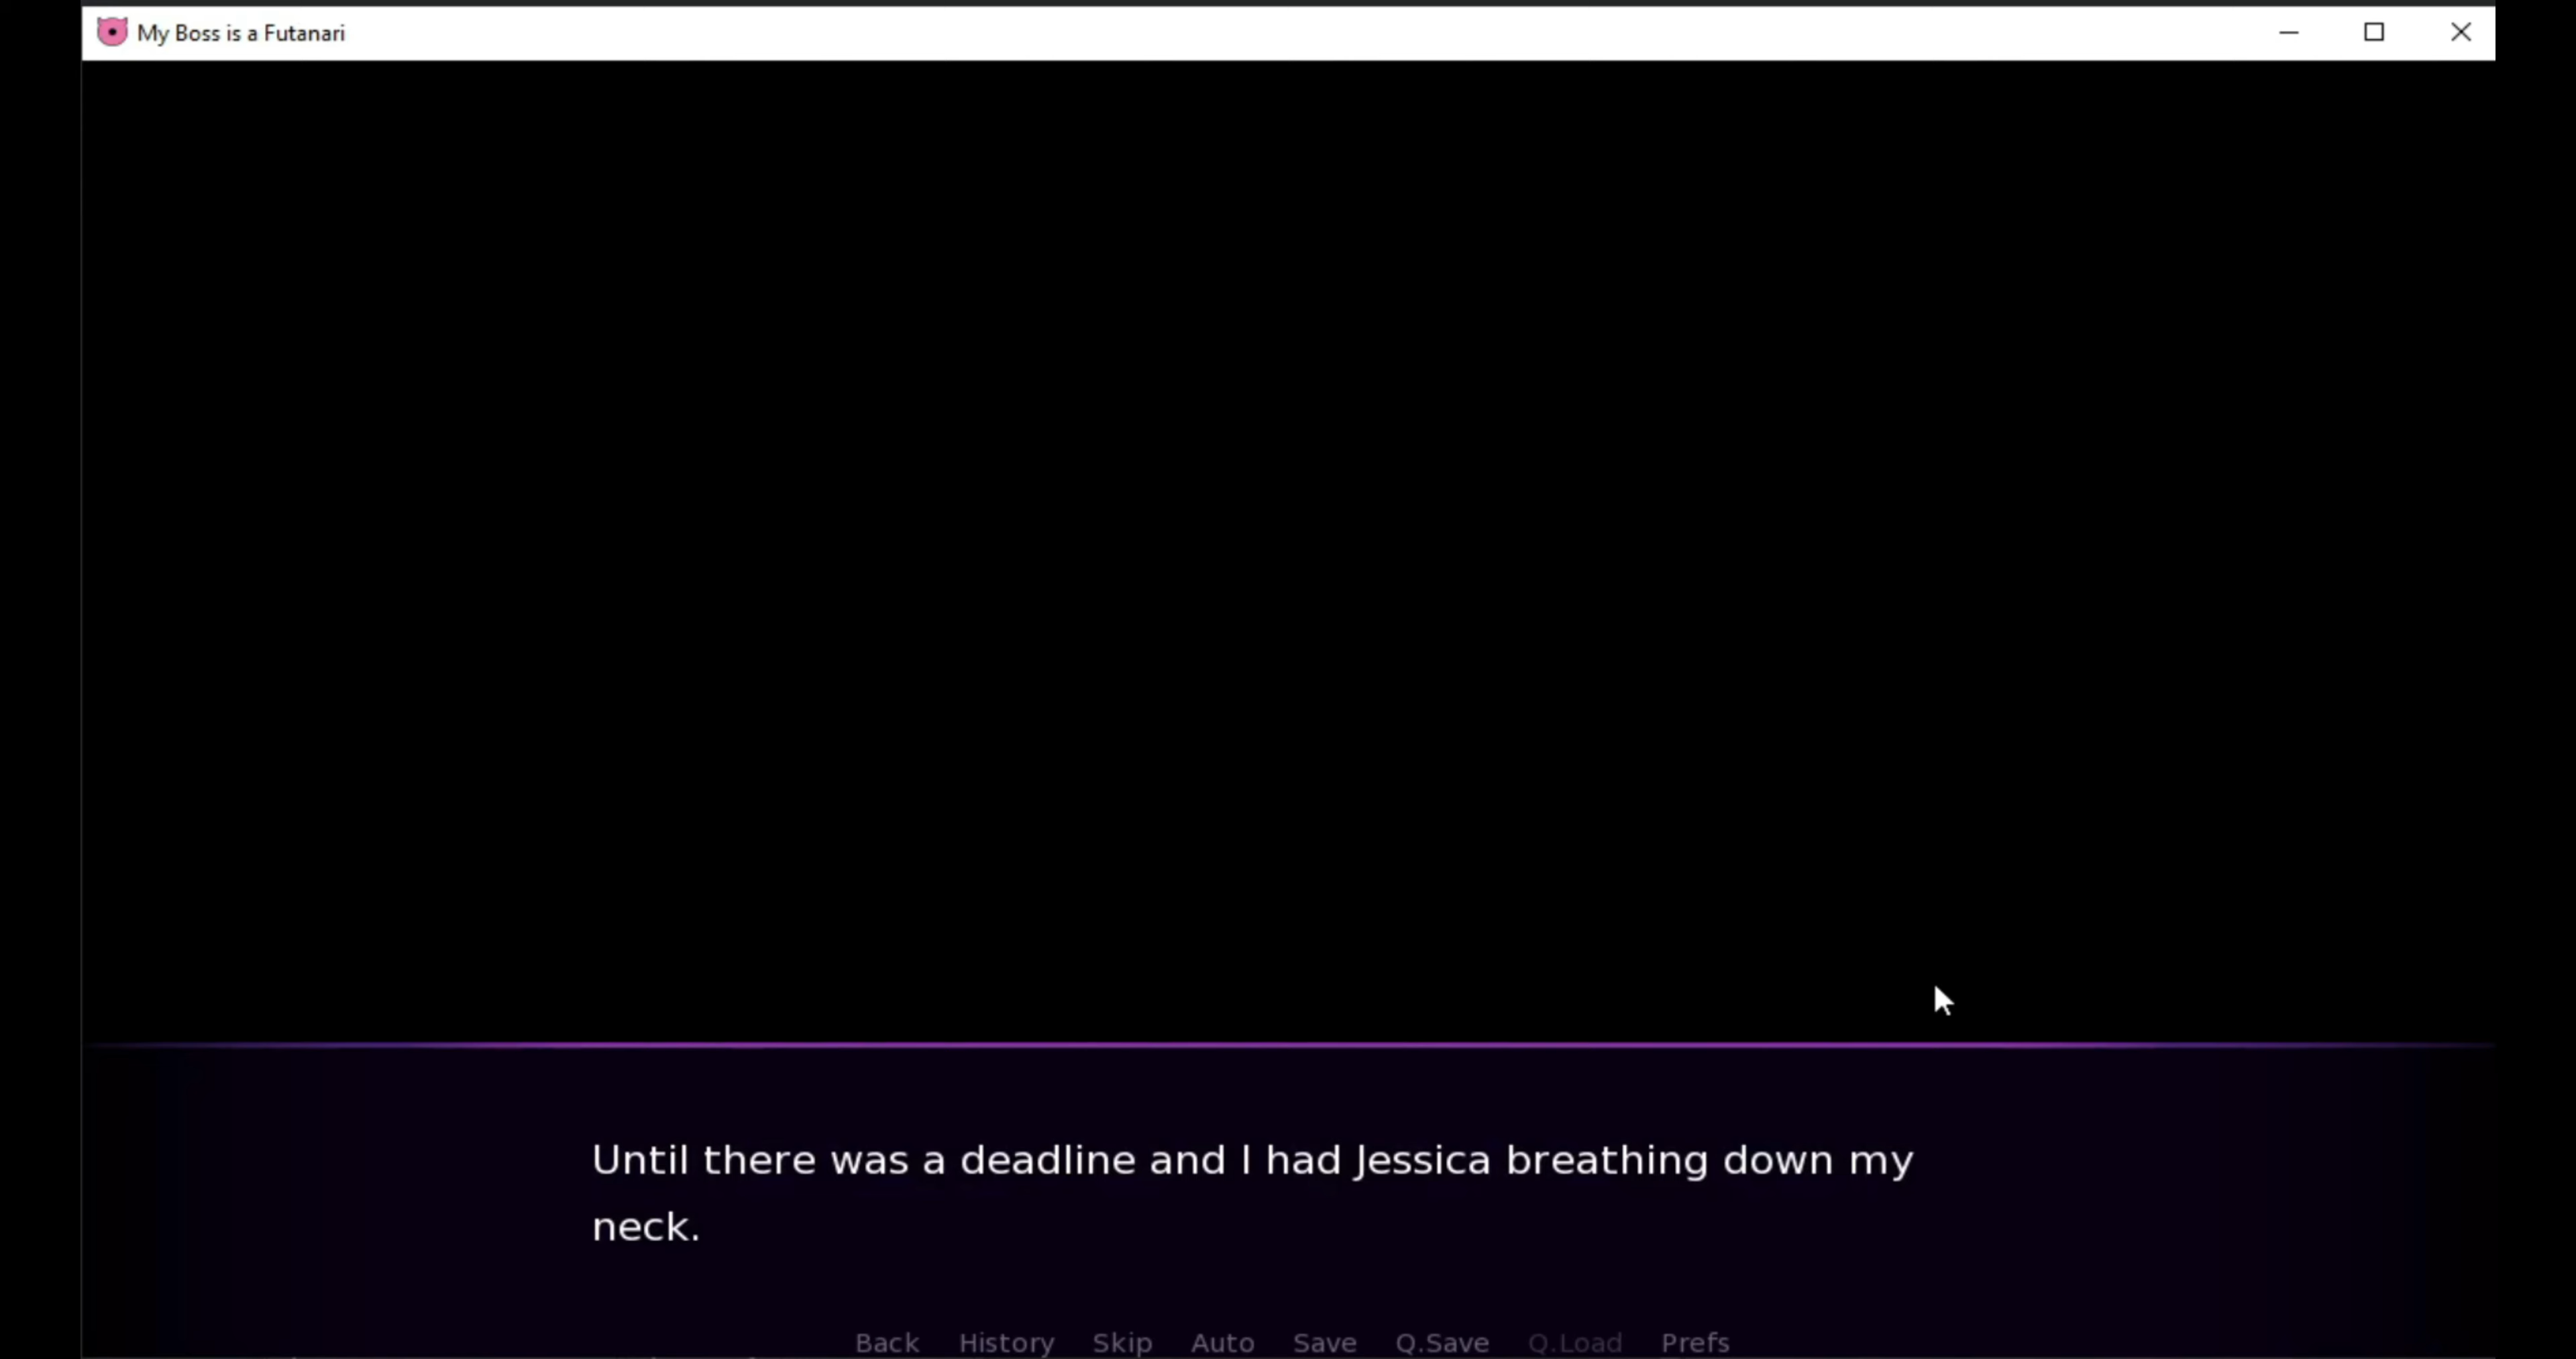 My Boss is a Futanari
Until there was a deadline and I had Jessica breathing down my
neck.
Back History Skip Auto Save Q.Save Q.Load Prefs